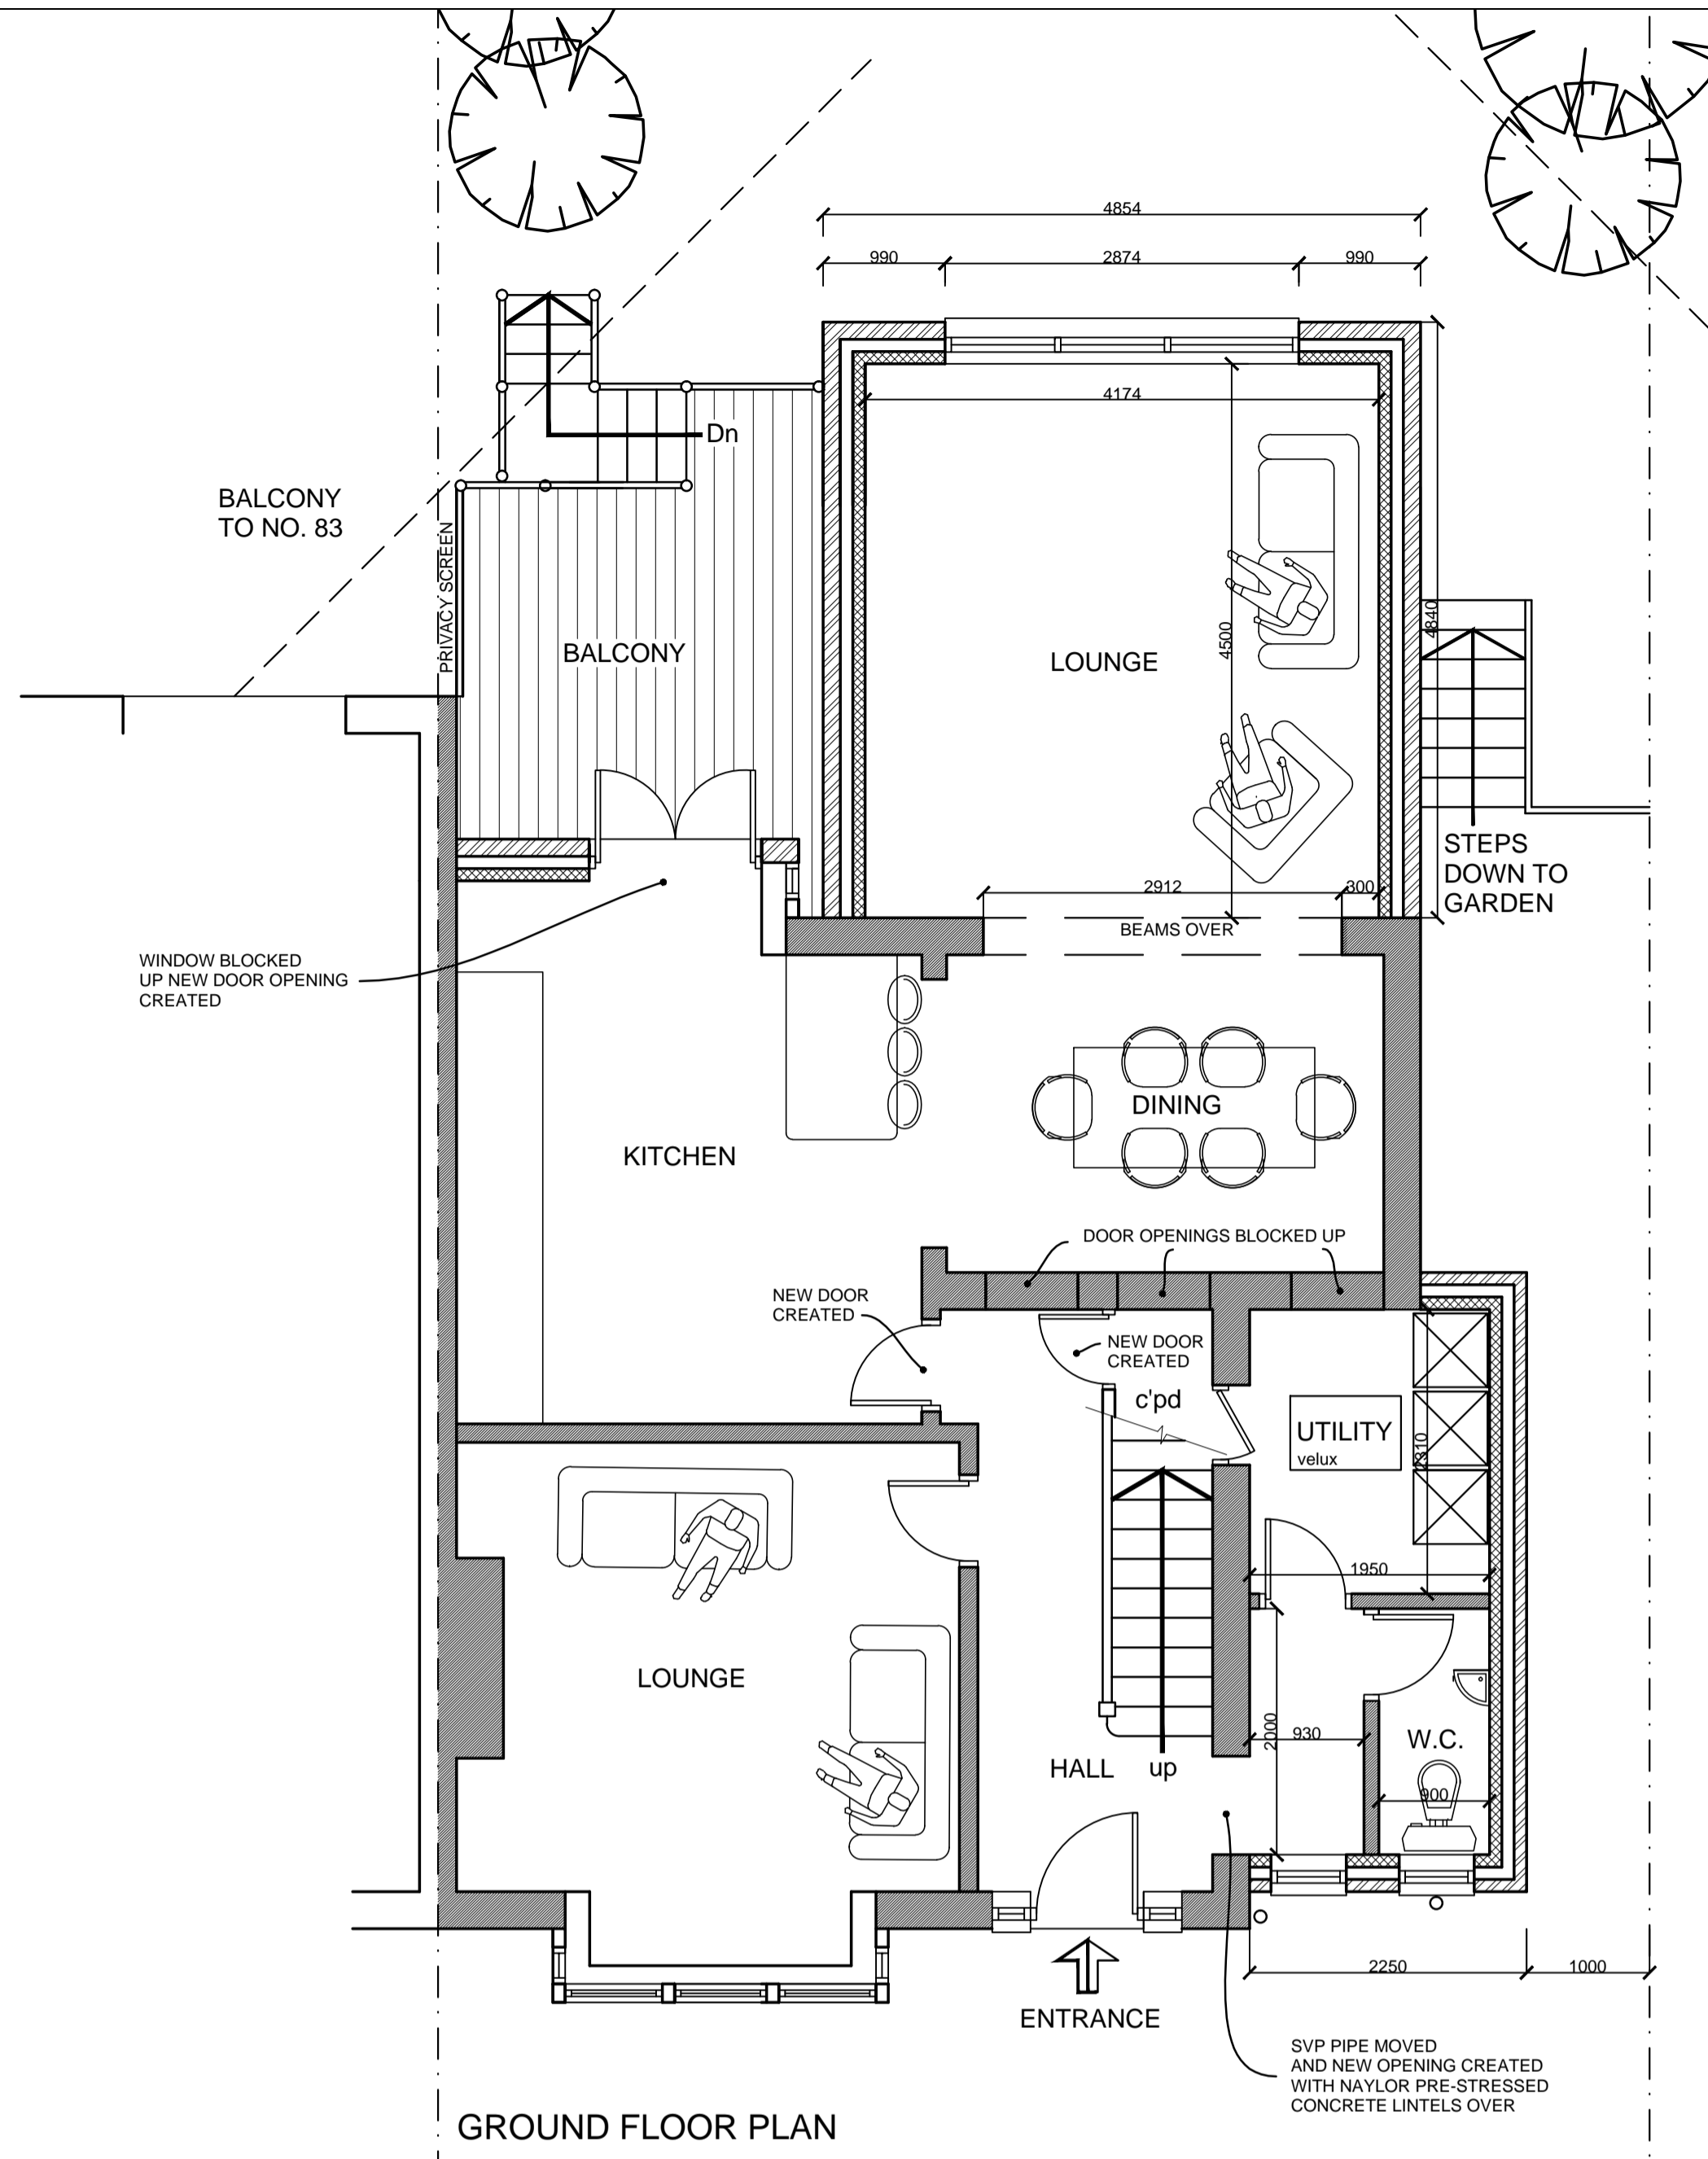 4854
990
2874
990
4174
Dn
BALCONY
TO NO. 83
PRIVACY SCREEN
BALCONY
LOUNGE
4500
4840
STEPS
DOWN TO
GARDEN
2912
300
BEAMS OVER
WINDOW BLOCKED
UP NEW DOOR OPENING
CREATED
DINING
KITCHEN
DOOR OPENINGS BLOCKED UP
NEW DOOR
CREATED
NEW DOOR
CREATED
c'pd
UTILITY
velux
2310
1950
LOUNGE
2000
930
W.C.
HALL
up
900
2250
1000
ENTRANCE
SVP PIPE MOVED
AND NEW OPENING CREATED
WITH NAYLOR PRE-STRESSED
CONCRETE LINTELS OVER
GROUND FLOOR PLAN